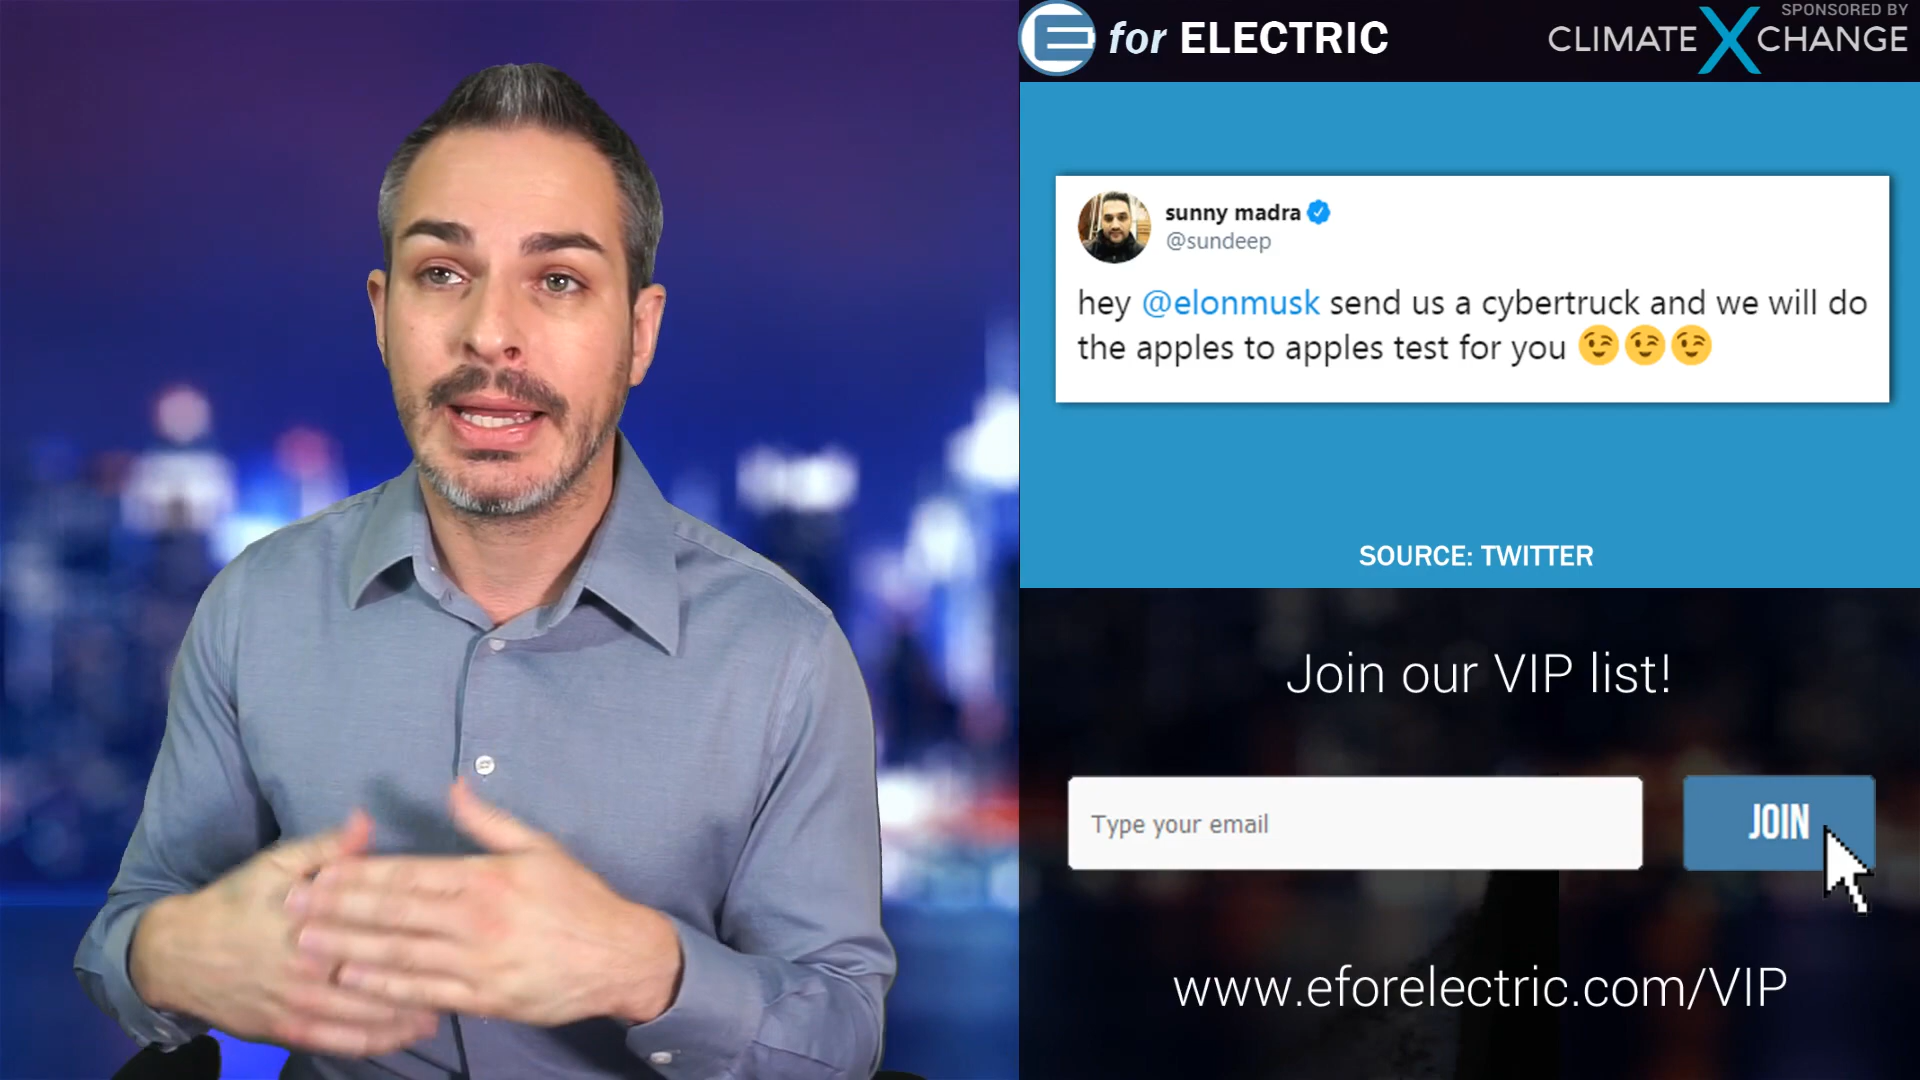 for ELECTRIC
SPONSORED BY
CLIMATE XCHANGE
sunny madra
@sundeep
hey @elonmusk send us a cybertruck and we will do
the apples to apples test for you 😉😉😉
SOURCE: TWITTER
Join our VIP list!
Type your email
JOIN
www.eforelectric.com/VIP